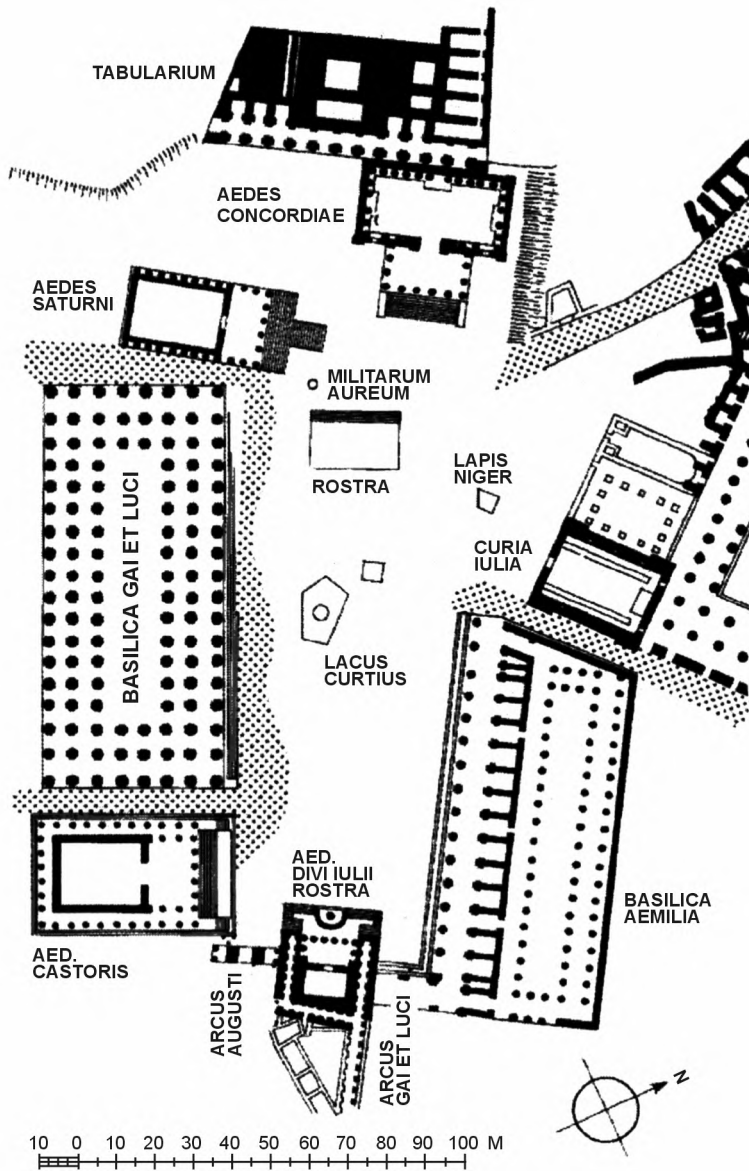 TABULARIUM
AEDES
CONCORDIAE
AEDES
SATURNI
MILITARUM
AUREUM
ROSTRA
LAPIS
NIGER
CURIA
IULIA
BASILICA GAI ET LUCI
LACUS
CURTIUS
AED.
DIVI IULII
ROSTRA
BASILICA
AEMILIA
AED.
CASTORIS
ARCUS
AUGUSTI
ARCUS
GAI ET LUCI
N
10 0 10 20 30 40 50 60 70 80 90 100 M